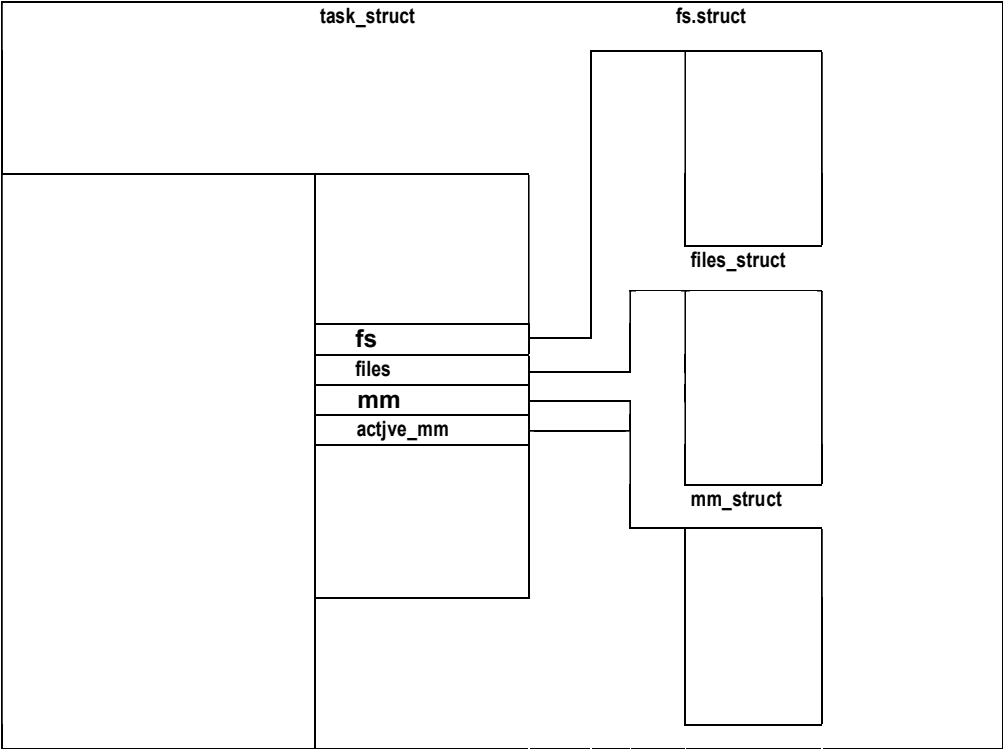 task_struct
fs.struct
files_struct
fs
files
mm
actjve_mm
mm_struct